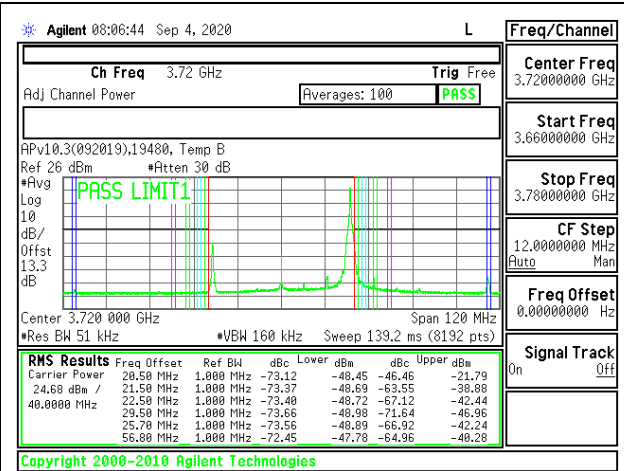 Agilent 08:06:44 Sep 4, 2020 L
Freq/Channel
Ch Freq 3.72 GHz Trig Free
Adj Channel Power Averages: 100 PASS
APv10.3(092019),19480, Temp B
Ref 26 dBm #Atten 30 dB
#Avg
Log
10
dB/
Offst
13.3
dB
PASS LIMIT1
Center 3.720 000 GHz Span 120 MHz
#Res BW 51 kHz #VBW 160 kHz Sweep 139.2 ms (8192 pts)
RMS Results Freq Offset Ref BW dBc Lower dBm dBc Upper dBm
Carrier Power 20.50 MHz 1.000 MHz -73.12 -48.45 -46.46 -21.79
24.68 dBm / 21.50 MHz 1.000 MHz -73.37 -48.69 -63.55 -38.88
40.0000 MHz 22.50 MHz 1.000 MHz -73.40 -48.72 -67.12 -42.44
29.50 MHz 1.000 MHz -73.66 -48.98 -71.64 -46.96
25.70 MHz 1.000 MHz -73.56 -48.89 -66.92 -42.24
56.80 MHz 1.000 MHz -72.45 -47.78 -64.96 -40.28
Copyright 2000-2010 Agilent Technologies
Center Freq
3.72000000 GHz
Start Freq
3.66000000 GHz
Stop Freq
3.78000000 GHz
CF Step
12.0000000 MHz
Auto Man
Freq Offset
0.00000000 Hz
Signal Track
On Off